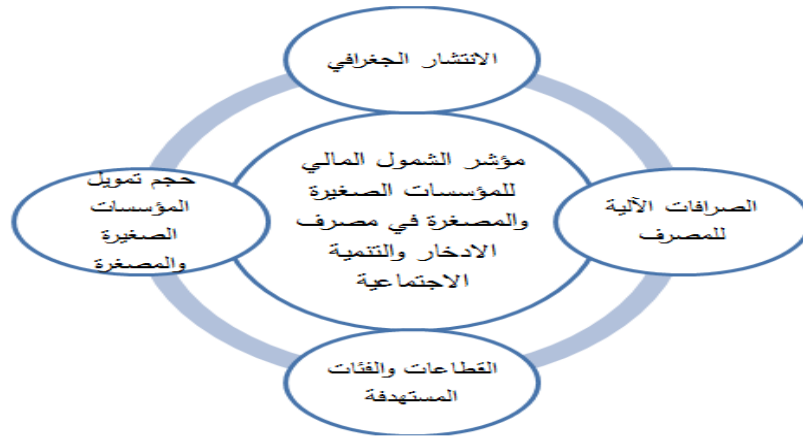 الانتشار الجغرافي
مؤشر الشمول المالي
للمؤسسات الصغيرة
والمصغرة في مصرف
الادخار والتنمية
الاجتماعية
الصرافات الآلية
للمصرف
حجم تمويل
المؤسسات
الصغيرة
والمصغرة
القطاعات والفئات
المستهدفة